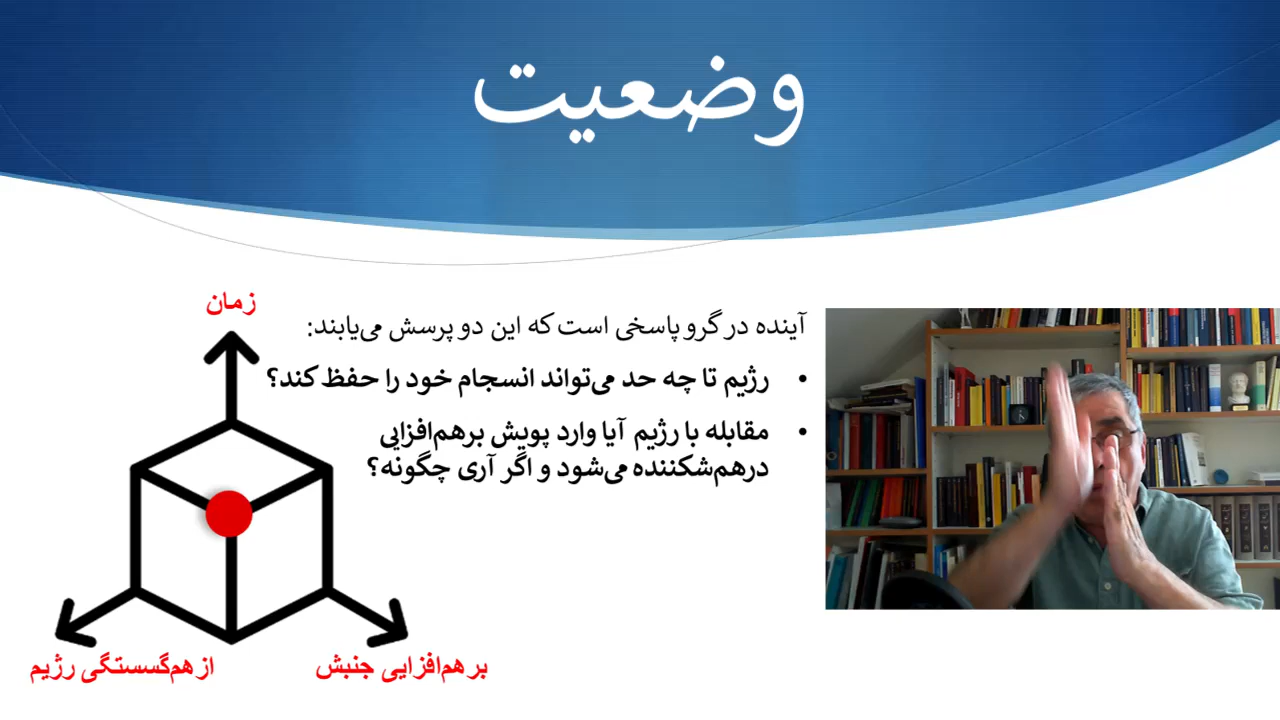 وضعیت
آینده در گرو پاسخی است که این دو پرسش می‌یابند:
• رژیم تا چه حد می‌تواند انسجام خود را حفظ کند؟
• مقابله با رژیم آیا وارد پویش برهم‌افزایی
درهم‌شکننده می‌شود و اگر آری چگونه؟
زمان
برهم‌افزایی جنبش
ازهم‌گسستگی رژیم